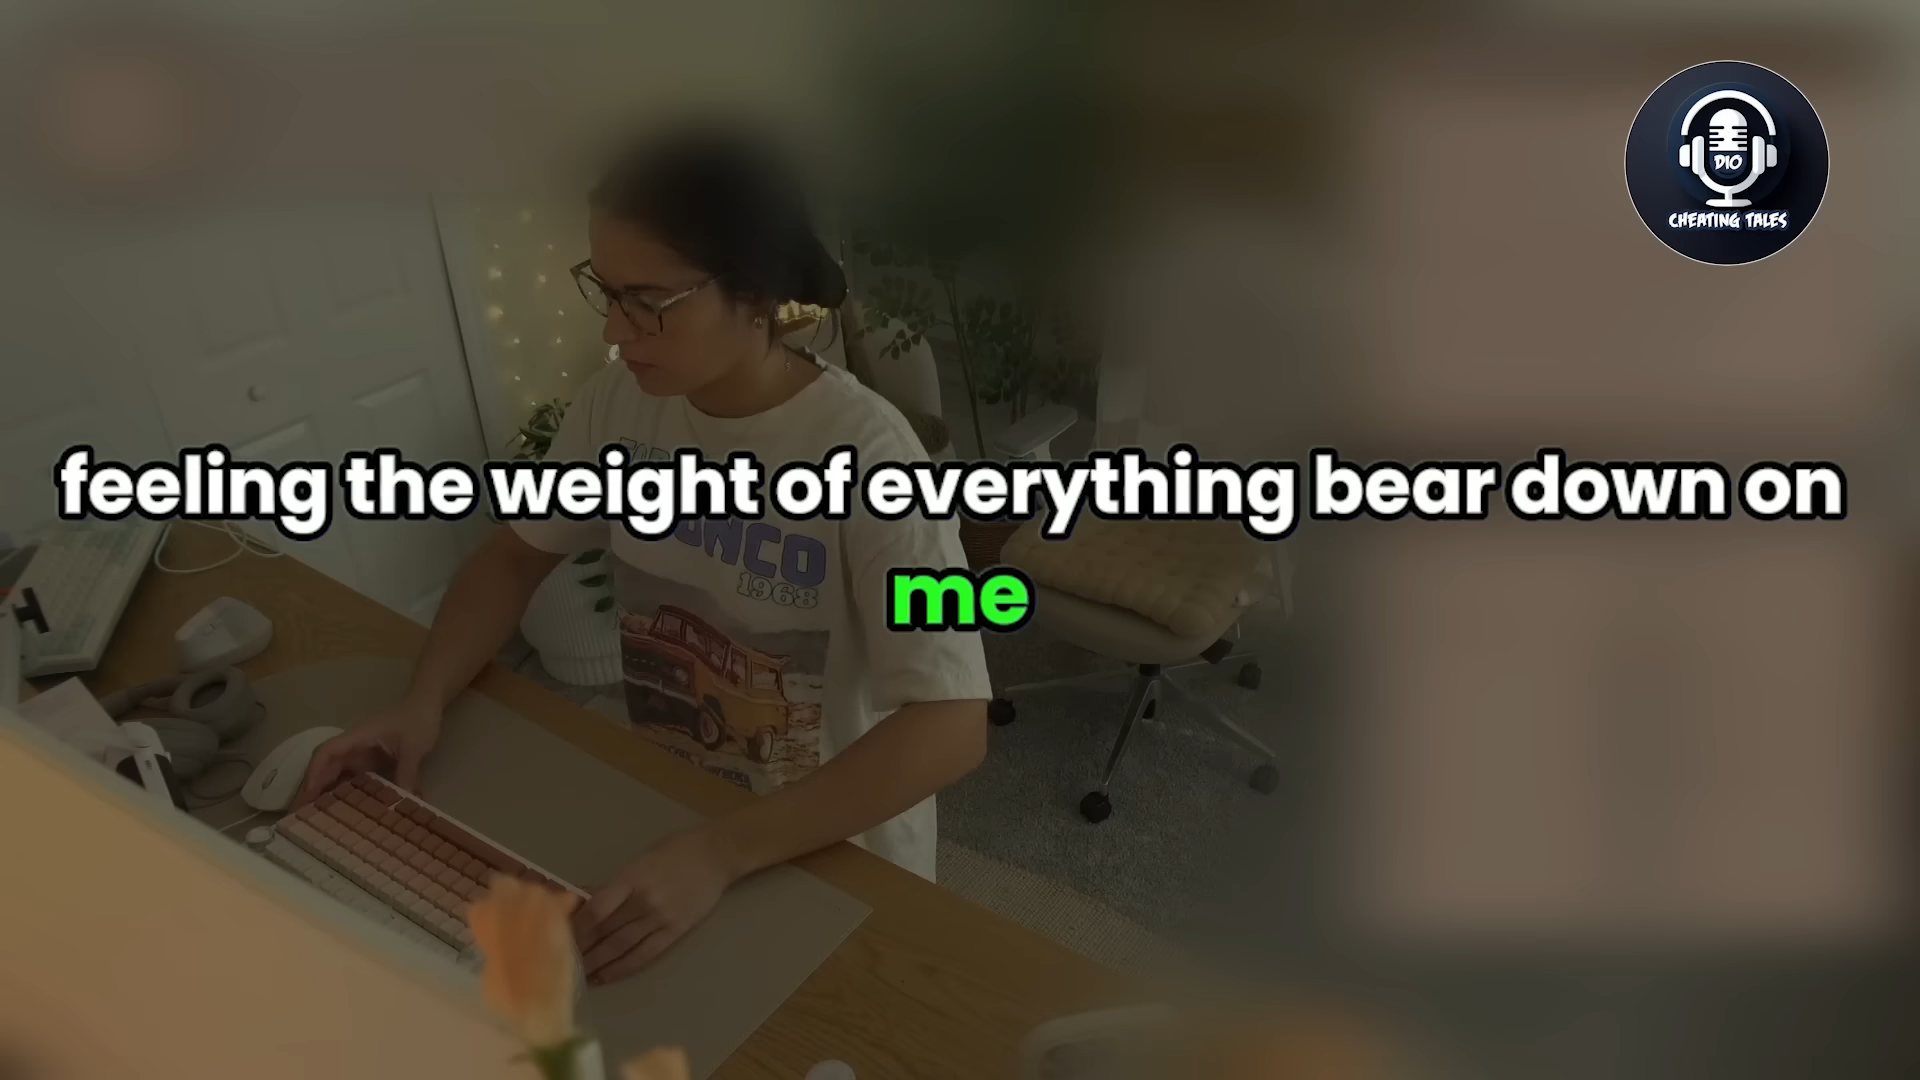 DIO
CHEATING TALES
feeling the weight of everything bear down on
me
1968